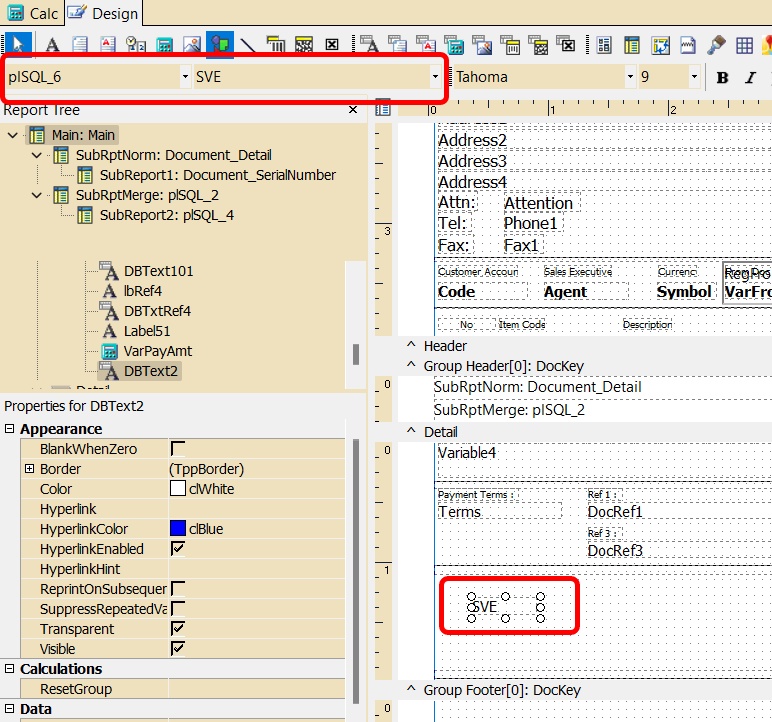 Calc Design
plSQL_6 SVE Tahoma 9 B I
Report Tree
0 1 2
Main: Main
SubRptNorm: Document_Detail
SubReport1: Document_SerialNumber
SubRptMerge: plSQL_2
SubReport2: plSQL_4
DBText101
lbRef4
DBTxtRef4
Label51
VarPayAmt
DBText2
Properties for DBText2
Appearance
BlankWhenZero
Border (TppBorder)
Color clWhite
Hyperlink
HyperlinkColor clBlue
HyperlinkEnabled
HyperlinkHint
ReprintOnSubsequer
SuppressRepeatedVa
Transparent
Visible
Calculations
ResetGroup
Data
Address2
Address3
Address4
Attn: Attention
3
Tel: Phone1
Fax: Fax1
Customer Accoun Sales Executive Currenc
Code Agent Symbol VarFro
No Item Code Description
^ Header
^ Group Header[0]: DocKey
0
SubRptNorm: Document_Detail
SubRptMerge: plSQL_2
^ Detail
0
Variable4
Payment Terms : Ref 1 :
Terms DocRef1
Ref 3 :
DocRef3
1
SVE
^ Group Footer[0]: DocKey
0